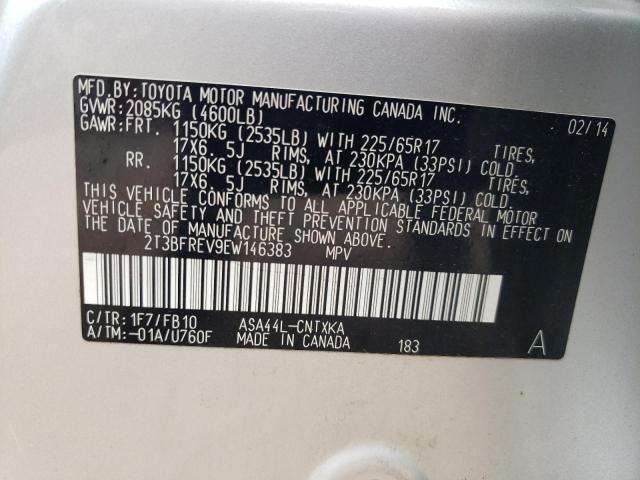 MFD. BY: TOYOTA MOTOR MANUFACTURING CANADA INC.
GVWR: 2085KG (4600LB) 02/14
GAWR: FRT. 1150KG (2535LB) WITH 225/65R17 TIRES,
17X6. 5J RIMS, AT 230KPA (33PSI) COLD.
RR. 1150KG (2535LB) WITH 225/65R17 TIRES,
17X6. 5J RIMS, AT 230KPA (33PSI) COLD.
THIS VEHICLE CONFORMS TO ALL APPLICABLE FEDERAL MOTOR
VEHICLE SAFETY AND THEFT PREVENTION STANDARDS IN EFFECT ON
THE DATE OF MANUFACTURE SHOWN ABOVE.
2T3BFREV9EW146383 MPV
C/TR: 1F7/FB10 ASA44L-CNTXKA
A/TM: -01A/U760F MADE IN CANADA 183 A